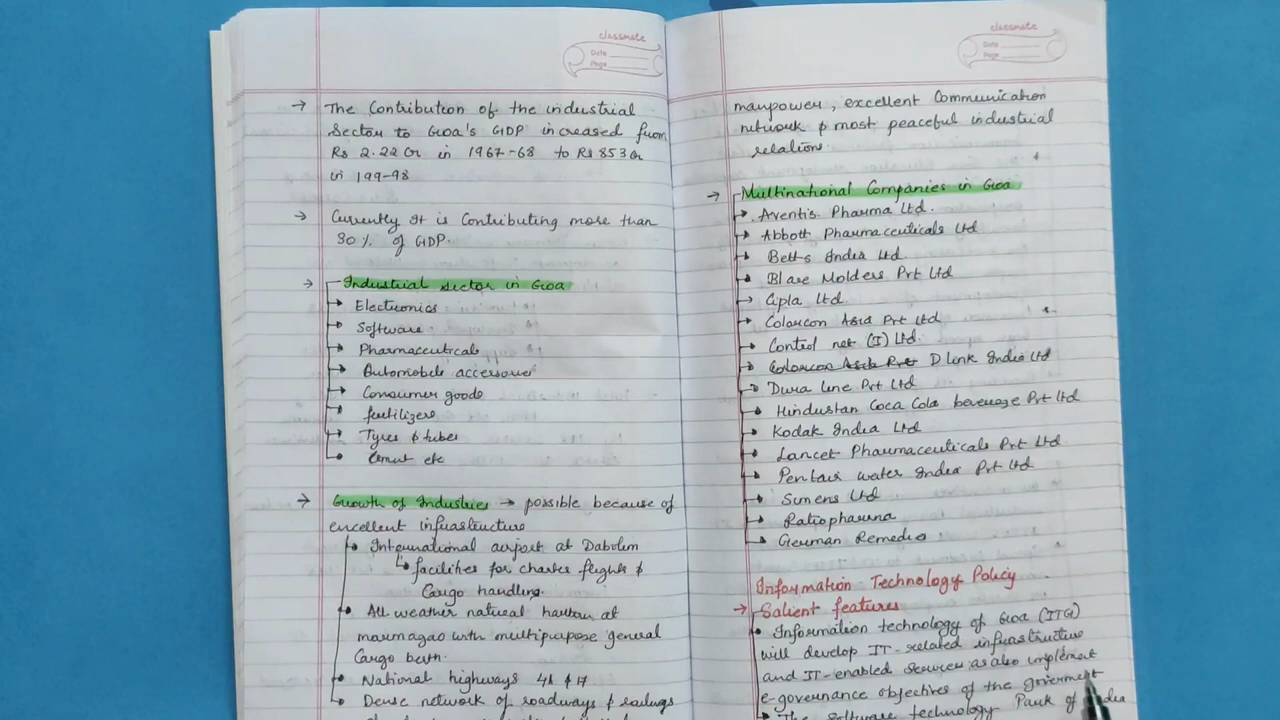 classmate
Date
Page
→ The Contribution of the industrial
Sector to Goa's GDP increased from
Rs 2.22 Cr in 1967-68 to Rs 853 Cr
in 199-98
→ Currently It is Contributing more than
30% of GDP.
→ Industrial sector in Goa
→ Electronics
→ Software
→ Pharmaceuticals
→ Automobile accessories
→ Consumer goods
→ fertilizers
→ Tyres & tubes
Cement etc
→ Growth of Industries → possible because of
excellent infrastructure
International airport at Dabolim
facilities for charter flights &
Cargo handling.
All weather natural harbour at
marmagao with multipurpose general
Cargo berth.
National highways 4A & 17
Dense network of roadways & railways
classmate
Date
Page
manpower, excellent Communication
network & most peaceful industrial
relations.
→ Multinational Companies in Goa
→ Aventis Pharma Ltd.
→ Abbott Pharmaceuticals Ltd
→ Betts India Ltd.
→ Blase Molders Pvt Ltd
→ Cipla Ltd.
→ Colorcon Asia Pvt Ltd
→ Control net (I) Ltd.
→ Colorcon Asia Pvt D link India Ltd
→ Dura line Pvt Ltd
→ Hindustan Coca Cola beverage Pvt Ltd
→ Kodak India Ltd
→ Lancet Pharmaceuticals Pvt Ltd
→ Pentair water India Pvt Ltd
→ Simens Ltd
→ Ratiopharma
→ German Remedies
Information Technology Policy
→ Salient features
Information technology of Goa (ITG)
will develop IT-related infrastructure
and IT-enabled services as also implement
e-governance objectives of the government
The Software technology Park of India